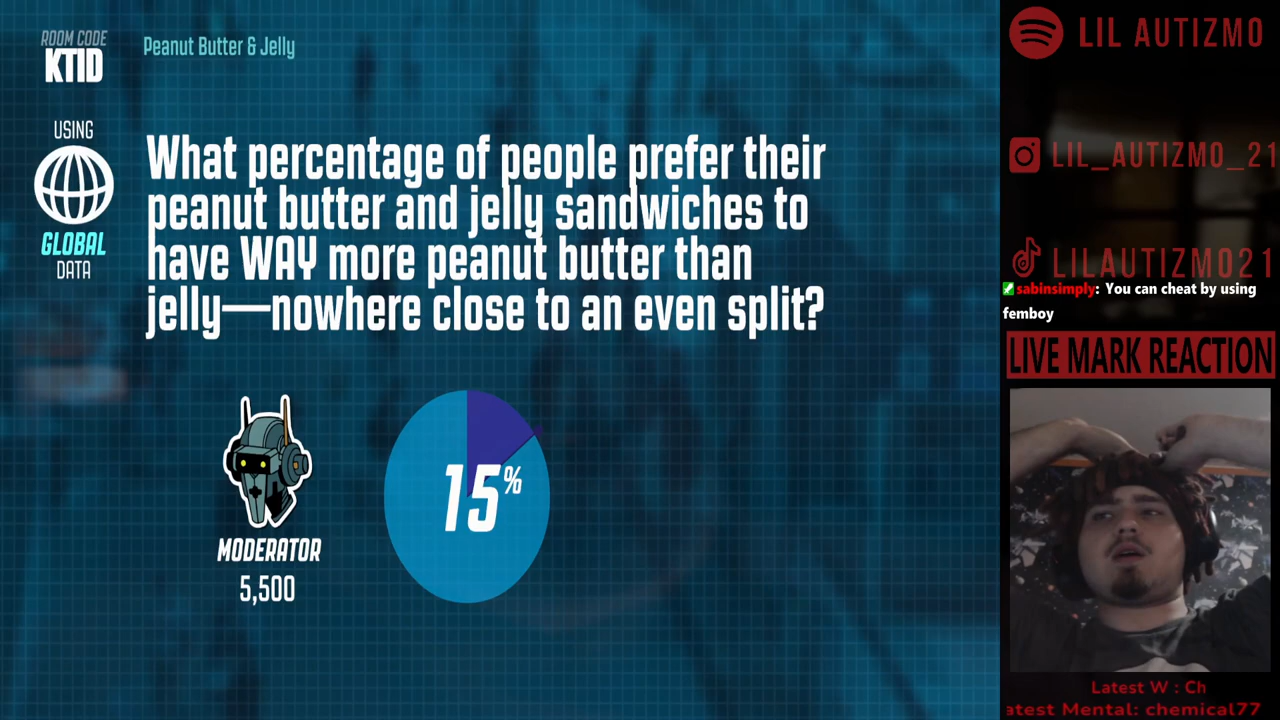 ROOM CODE
KTID
Peanut Butter & Jelly
USING
GLOBAL
DATA
What percentage of people prefer their
peanut butter and jelly sandwiches to
have WAY more peanut butter than
jelly—nowhere close to an even split?
15%
MODERATOR
5,500
LIL AUTIZMO
LIL_AUTIZMO_21
LILAUTIZMO21
sabinsimply: You can cheat by using
femboy
LIVE MARK REACTION
Latest W : Ch
atest Mental: chemical77